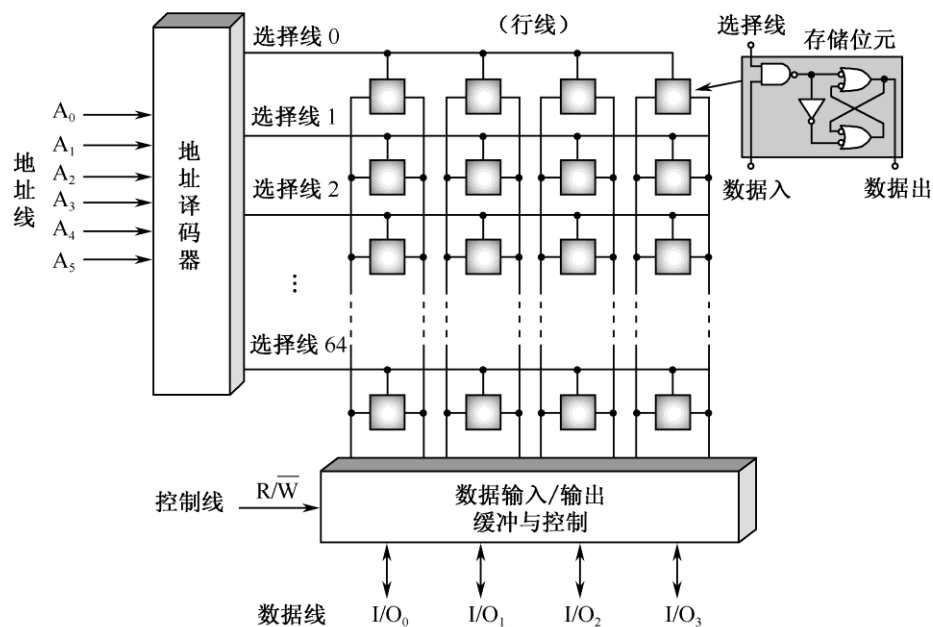 选择线 0
(行线)
选择线
存储位元
A₀
选择线 1
A₁
A₂
A₃
A₄
A₅
地址线
地址译码器
选择线 2
数据入
数据出
⋮
选择线 64
控制线
R/W̅
数据输入/输出
缓冲与控制
数据线
I/O₀
I/O₁
I/O₂
I/O₃